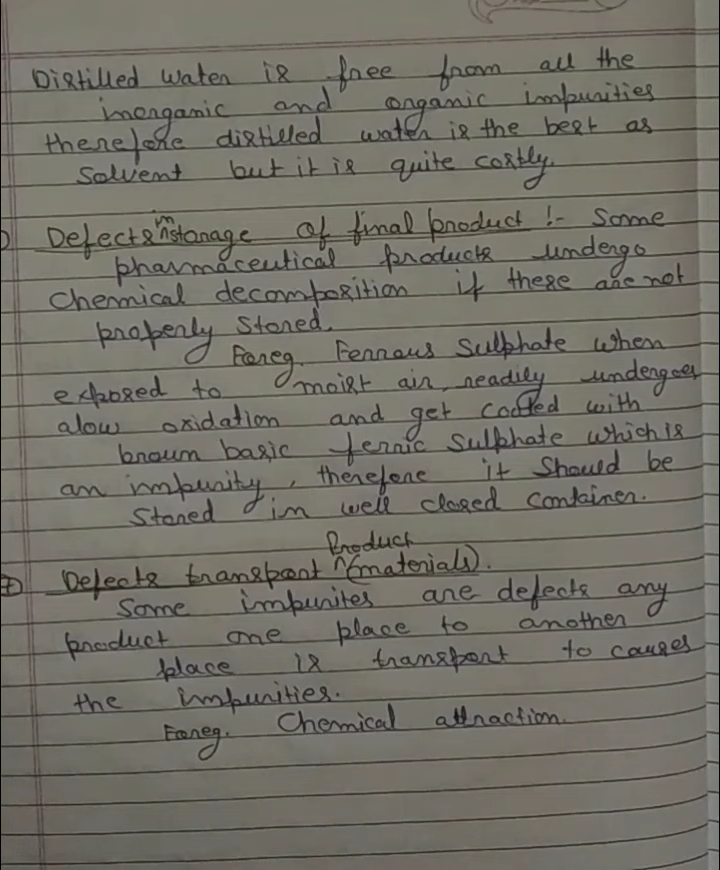 Distilled water is free from all the
inorganic and organic impurities
therefore distilled water is the best as
solvent but it is quite costly.
Defects in storage of final product :- Some
pharmaceutical products undergo
chemical decomposition if these are not
properly stored.
For eg. Ferrous sulphate when
exposed to moist air, readily undergoes
alow oxidation and get coated with
brown basic ferric sulphate which is
an impurity, therefore it should be
stored in well closed container.
7) Defects transport Product (materials).
Some impurites are defects any
product one place to another
place is transport to causes
the impurities.
For eg. Chemical attraction.